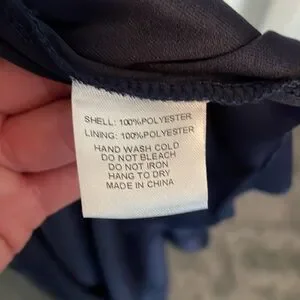 SHELL: 100%POLYESTER
LINING: 100%POLYESTER
HAND WASH COLD
DO NOT BLEACH
DO NOT IRON
HANG TO DRY
MADE IN CHINA